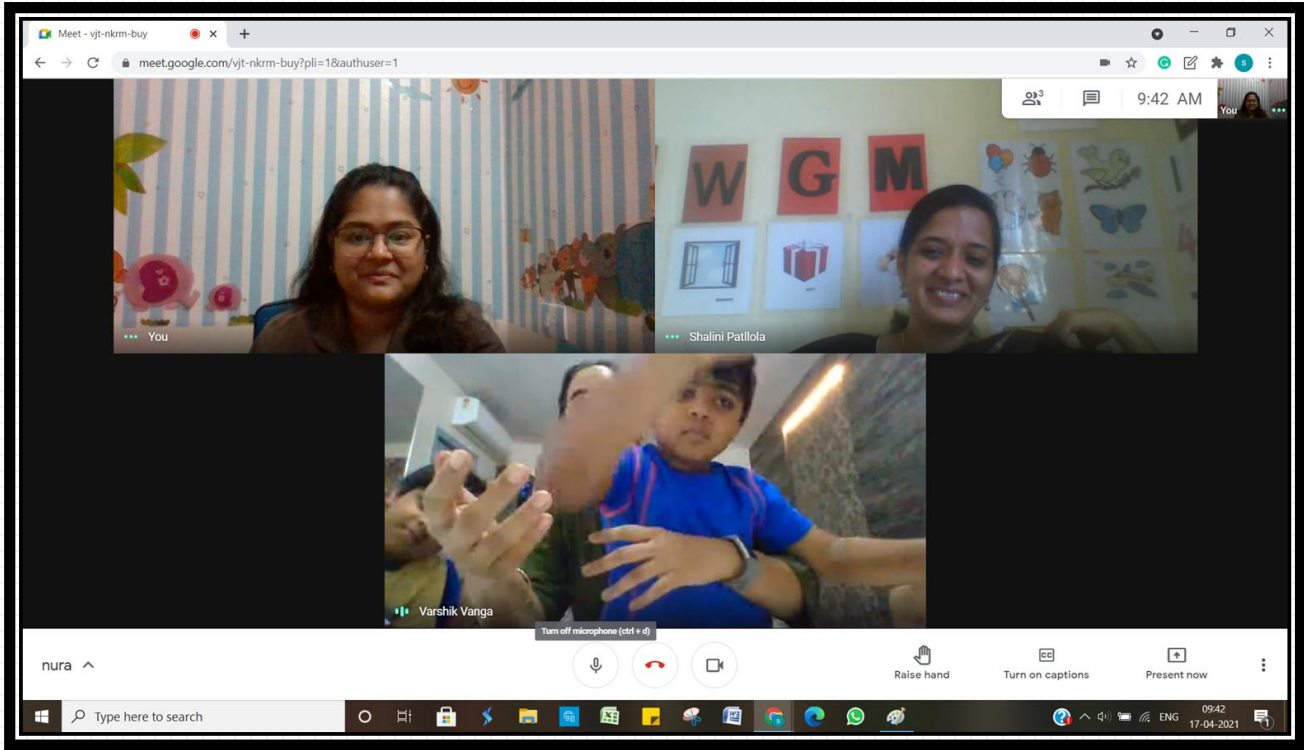 Meet - vjt-nkrm-buy
meet.google.com/vjt-nkrm-buy?pli=1&authuser=1
3
9:42 AM
You
W G M
You
Shalini Patllola
Varshik Vanga
Turn off microphone (ctrl + d)
nura
Raise hand
Turn on captions
Present now
Type here to search
ENG
09:42
17-04-2021